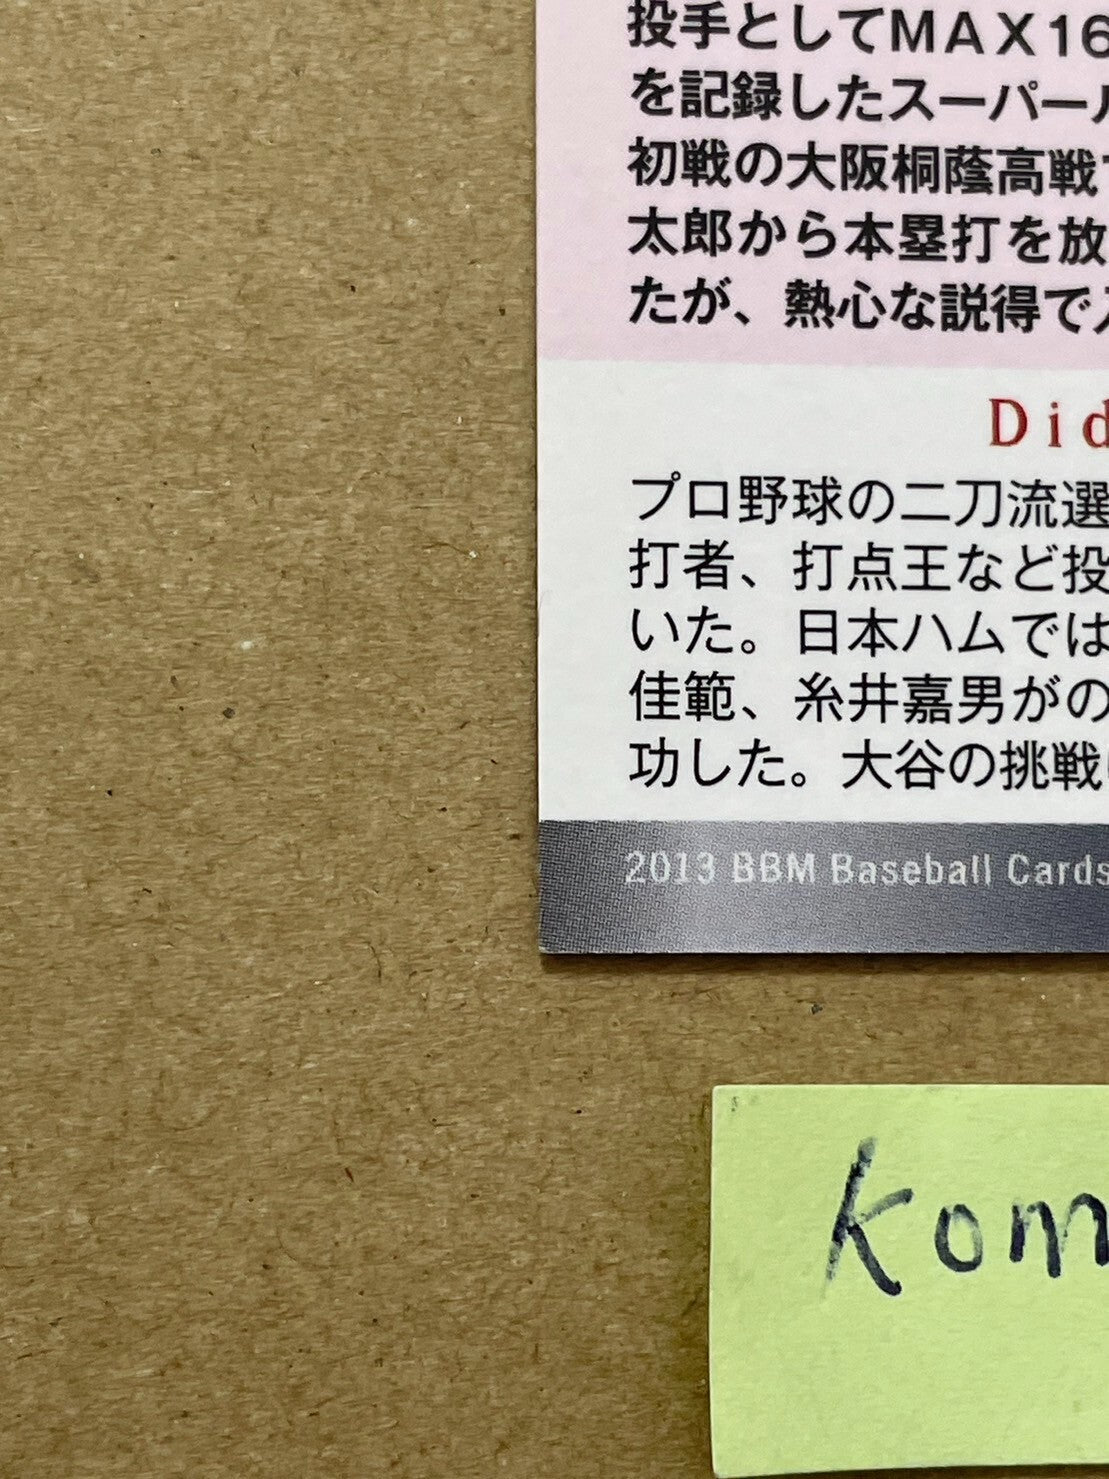 投手としてMAX16
を記録したスーパー
初戦の大阪桐蔭高戦
太郎から本塁打を放
たが、熱心な説得で
Did
プロ野球の二刀流選
打者、打点王など投
いた。日本ハムでは
佳範、糸井嘉男がの
功した。大谷の挑戦
2013 BBM Baseball Cards
kom